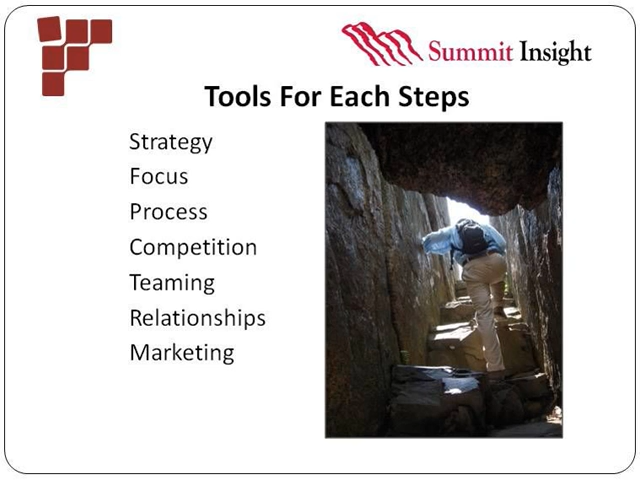 Summit Insight
Tools For Each Steps
Strategy
Focus
Process
Competition
Teaming
Relationships
Marketing